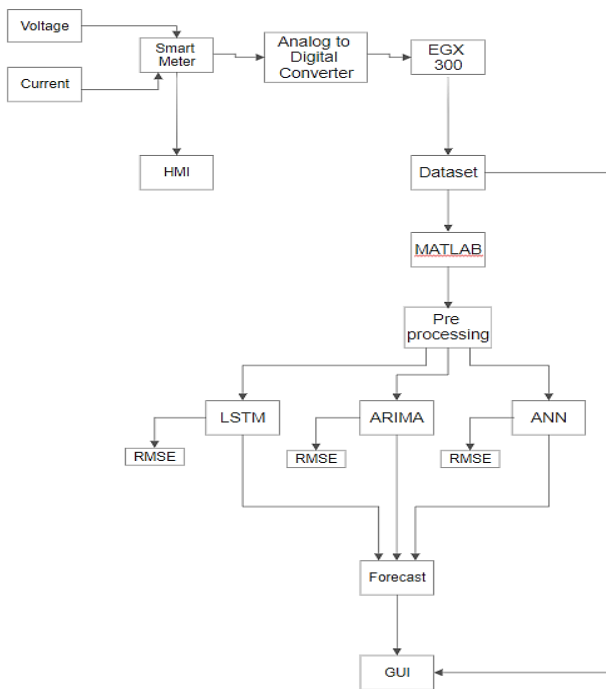 Voltage
Smart
Meter
Analog to
Digital
Converter
EGX
300
Current
HMI
Dataset
MATLAB
Pre
processing
LSTM
ARIMA
ANN
RMSE
RMSE
RMSE
Forecast
GUI